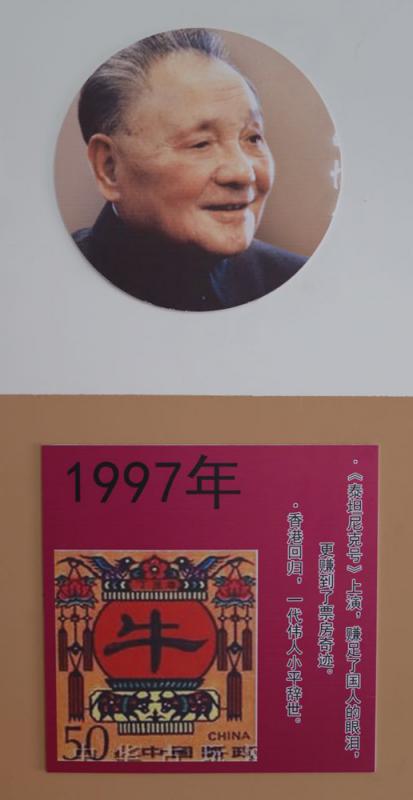 1997年
·《泰坦尼克号》上演，赚足了国人的眼泪，
更赚到了票房奇迹。
·香港回归，一代伟人小平辞世。
牛
50
CHINA
中国邮政